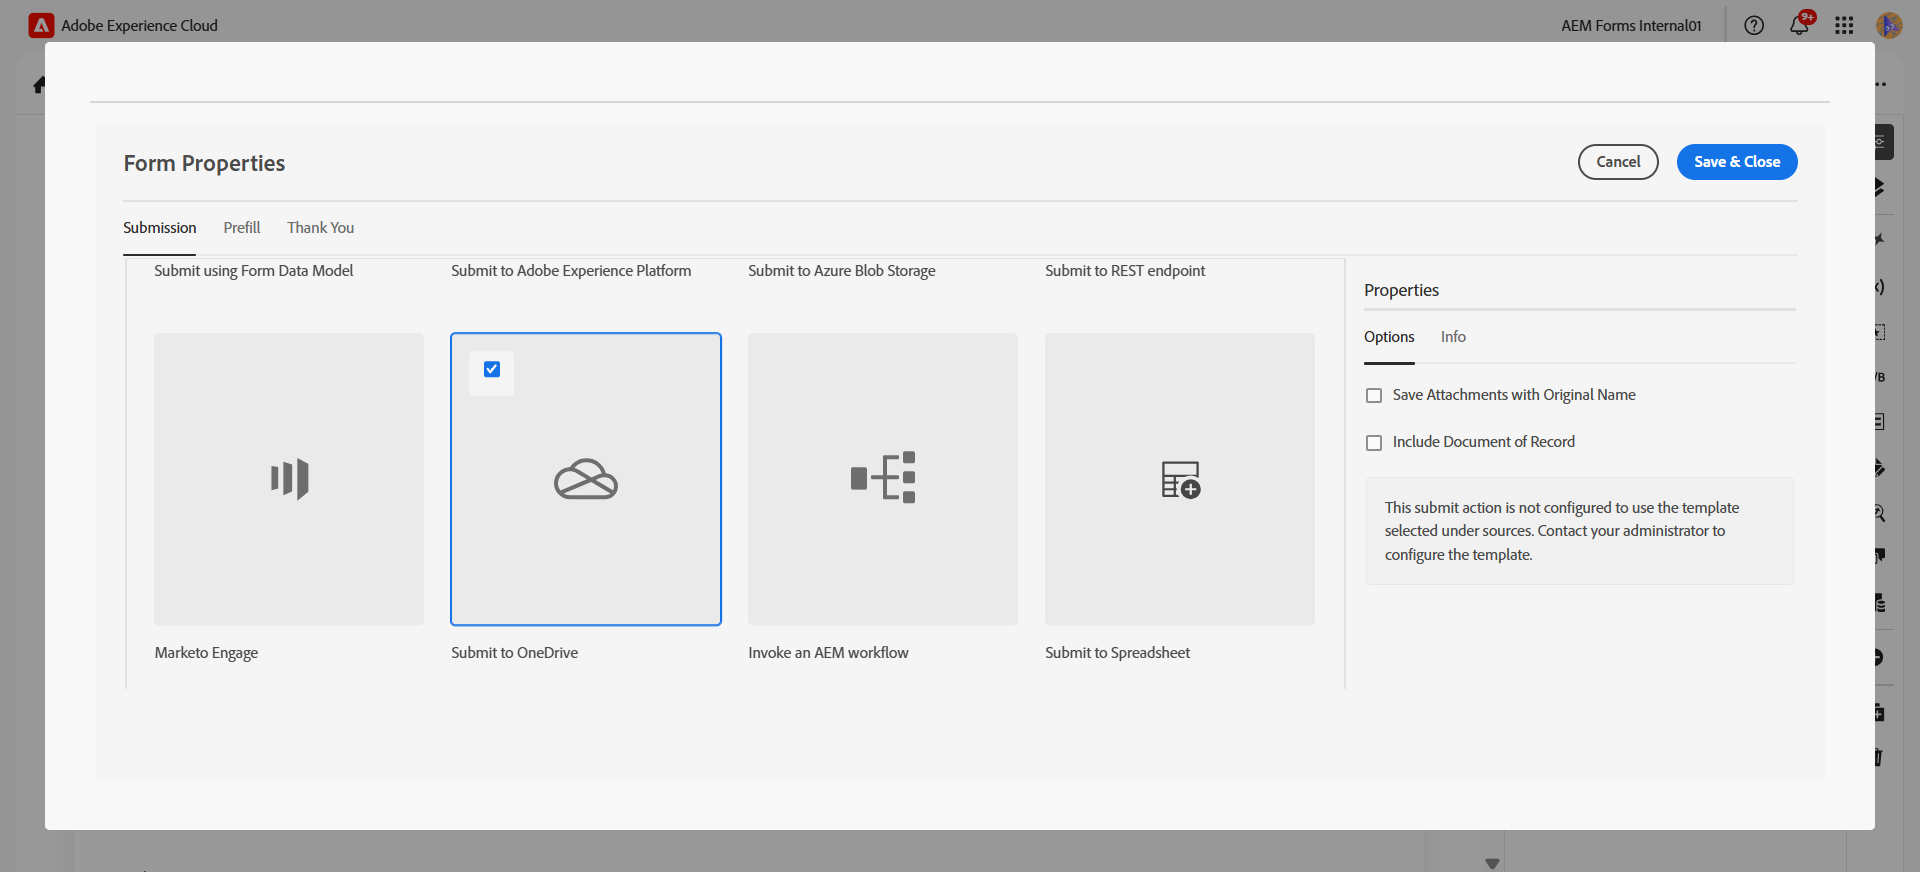 Adobe Experience Cloud
AEM Forms Internal01
9+
Form Properties
Cancel
Save & Close
Submission
Prefill
Thank You
Submit using Form Data Model
Submit to Adobe Experience Platform
Submit to Azure Blob Storage
Submit to REST endpoint
Properties
Options
Info
Save Attachments with Original Name
Include Document of Record
This submit action is not configured to use the template
selected under sources. Contact your administrator to
configure the template.
Marketo Engage
Submit to OneDrive
Invoke an AEM workflow
Submit to Spreadsheet